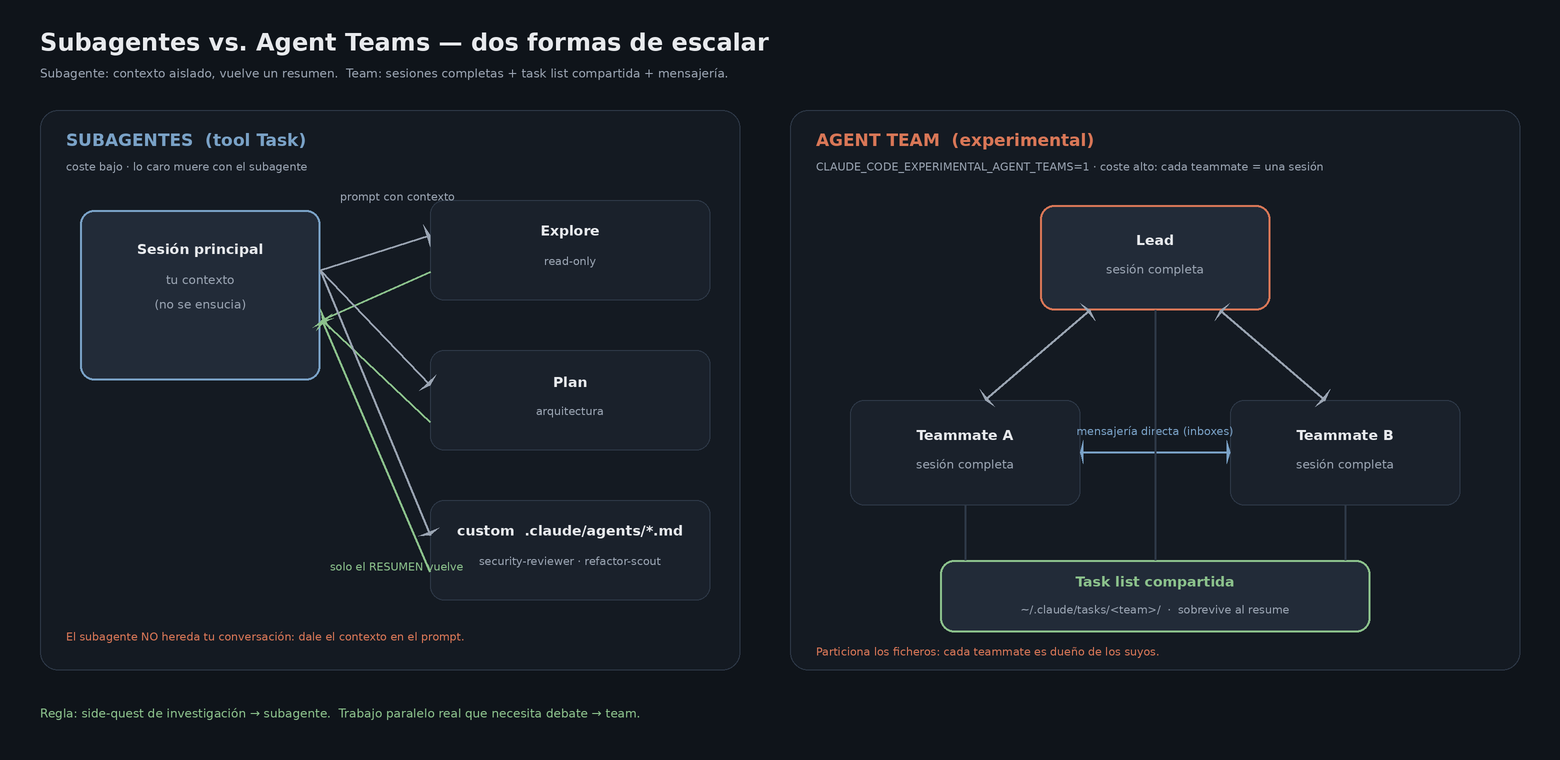 Subagentes vs. Agent Teams — dos formas de escalar
Subagente: contexto aislado, vuelve un resumen.  Team: sesiones completas + task list compartida + mensajería.
SUBAGENTES  (tool Task)
coste bajo · lo caro muere con el subagente
prompt con contexto
Sesión principal
tu contexto
(no se ensucia)
Explore
read-only
Plan
arquitectura
custom  .claude/agents/*.md
security-reviewer · refactor-scout
solo el RESUMEN vuelve
El subagente NO hereda tu conversación: dale el contexto en el prompt.
AGENT TEAM  (experimental)
CLAUDE_CODE_EXPERIMENTAL_AGENT_TEAMS=1 · coste alto: cada teammate = una sesión
Lead
sesión completa
Teammate A
sesión completa
mensajería directa (inboxes)
Teammate B
sesión completa
Task list compartida
~/.claude/tasks/<team>/  ·  sobrevive al resume
Particiona los ficheros: cada teammate es dueño de los suyos.
Regla: side-quest de investigación → subagente.  Trabajo paralelo real que necesita debate → team.